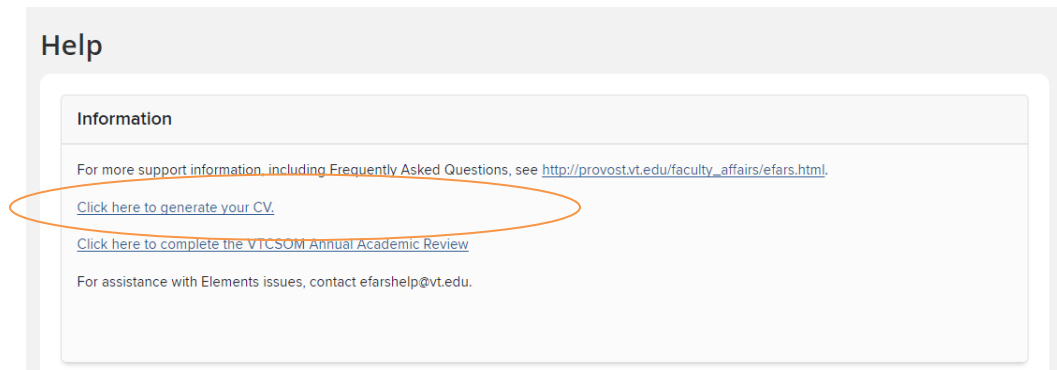 Help
Information
For more support information, including Frequently Asked Questions, see http://provost.vt.edu/faculty_affairs/efars.html.
Click here to generate your CV.
Click here to complete the VTCSOM Annual Academic Review
For assistance with Elements issues, contact efarshelp@vt.edu.